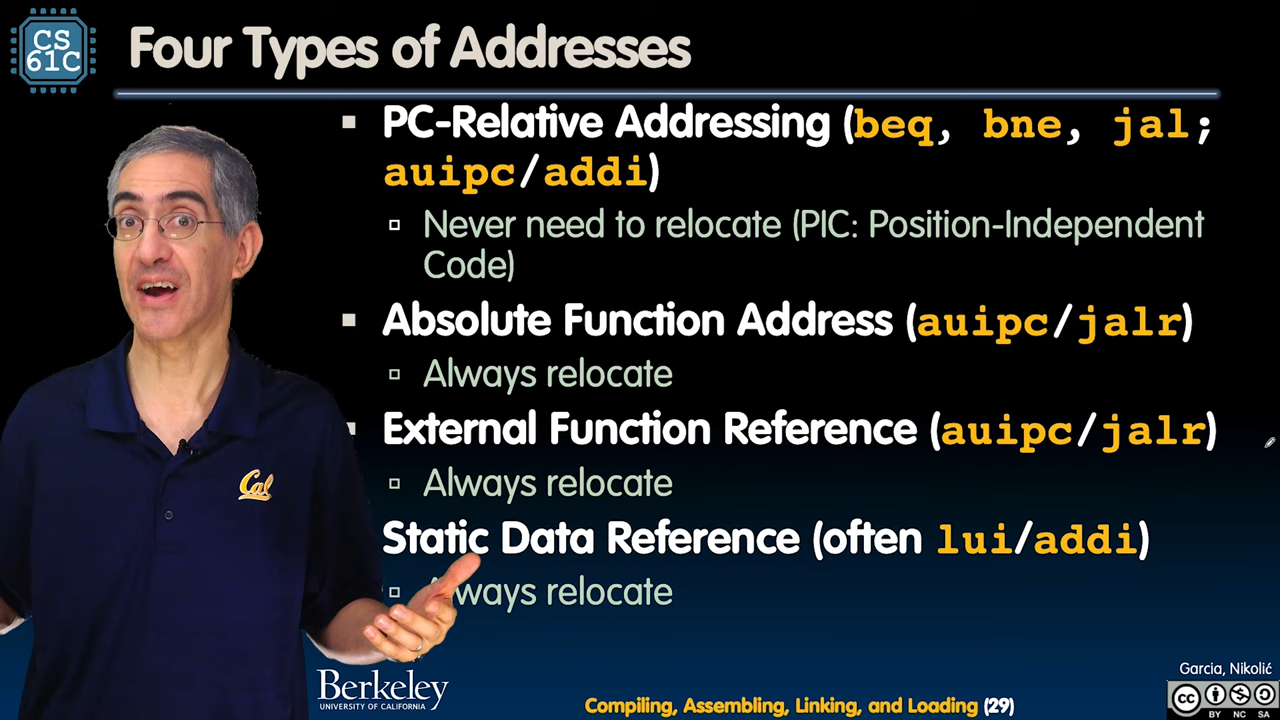 CS
61C
Four Types of Addresses
▪ PC-Relative Addressing (beq, bne, jal;
auipc/addi)
▫ Never need to relocate (PIC: Position-Independent
Code)
▪ Absolute Function Address (auipc/jalr)
▫ Always relocate
▪ External Function Reference (auipc/jalr)
▫ Always relocate
Static Data Reference (often lui/addi)
▫ Always relocate
Cal
Berkeley
UNIVERSITY OF CALIFORNIA
Compiling, Assembling, Linking, and Loading (29)
Garcia, Nikolić
cc
BY NC SA